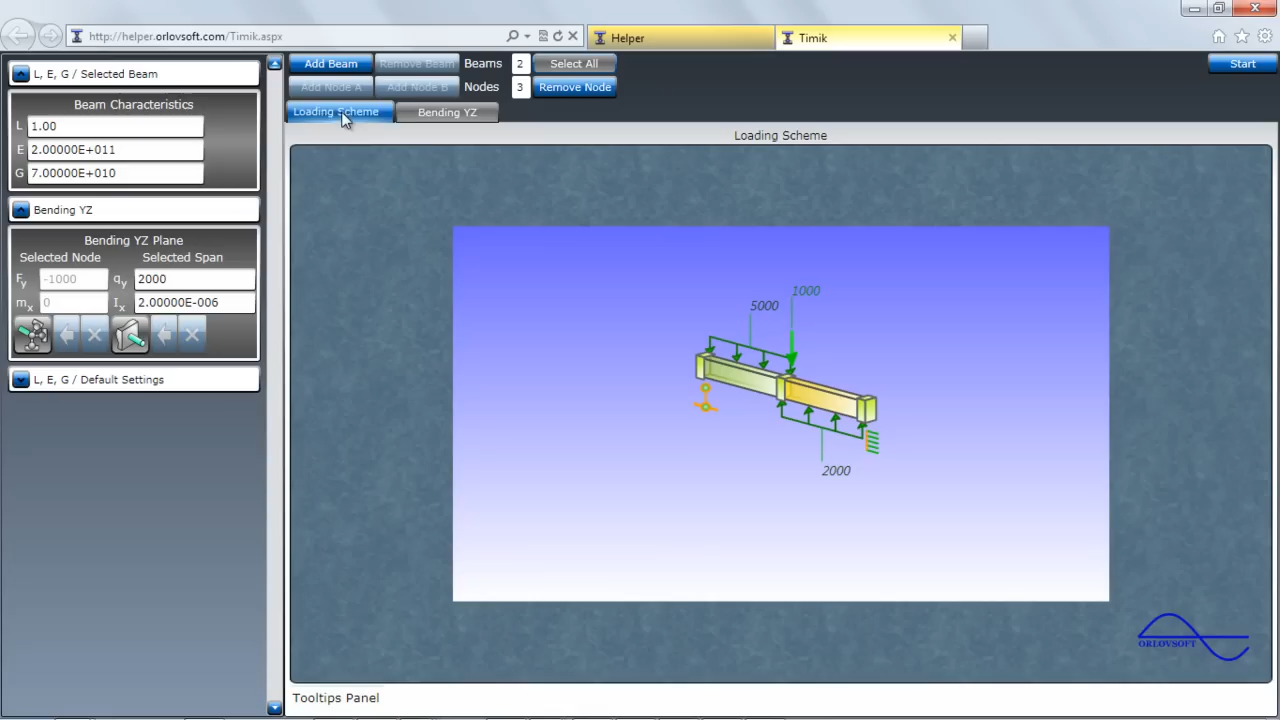 http://helper.orlovsoft.com/Timik.aspx
Helper
Timik
L, E, G / Selected Beam
Beam Characteristics
L 1.00
E 2.00000E+011
G 7.00000E+010
Bending YZ
Bending YZ Plane
Selected Node Selected Span
Fy -1000 qy 2000
mx 0 Ix 2.00000E-006
L, E, G / Default Settings
Add Beam Remove Beam Beams 2 Select All
Add Node A Add Node B Nodes 3 Remove Node
Start
Loading Scheme Bending YZ
Loading Scheme
1000
5000
2000
ORLOVSOFT
Tooltips Panel